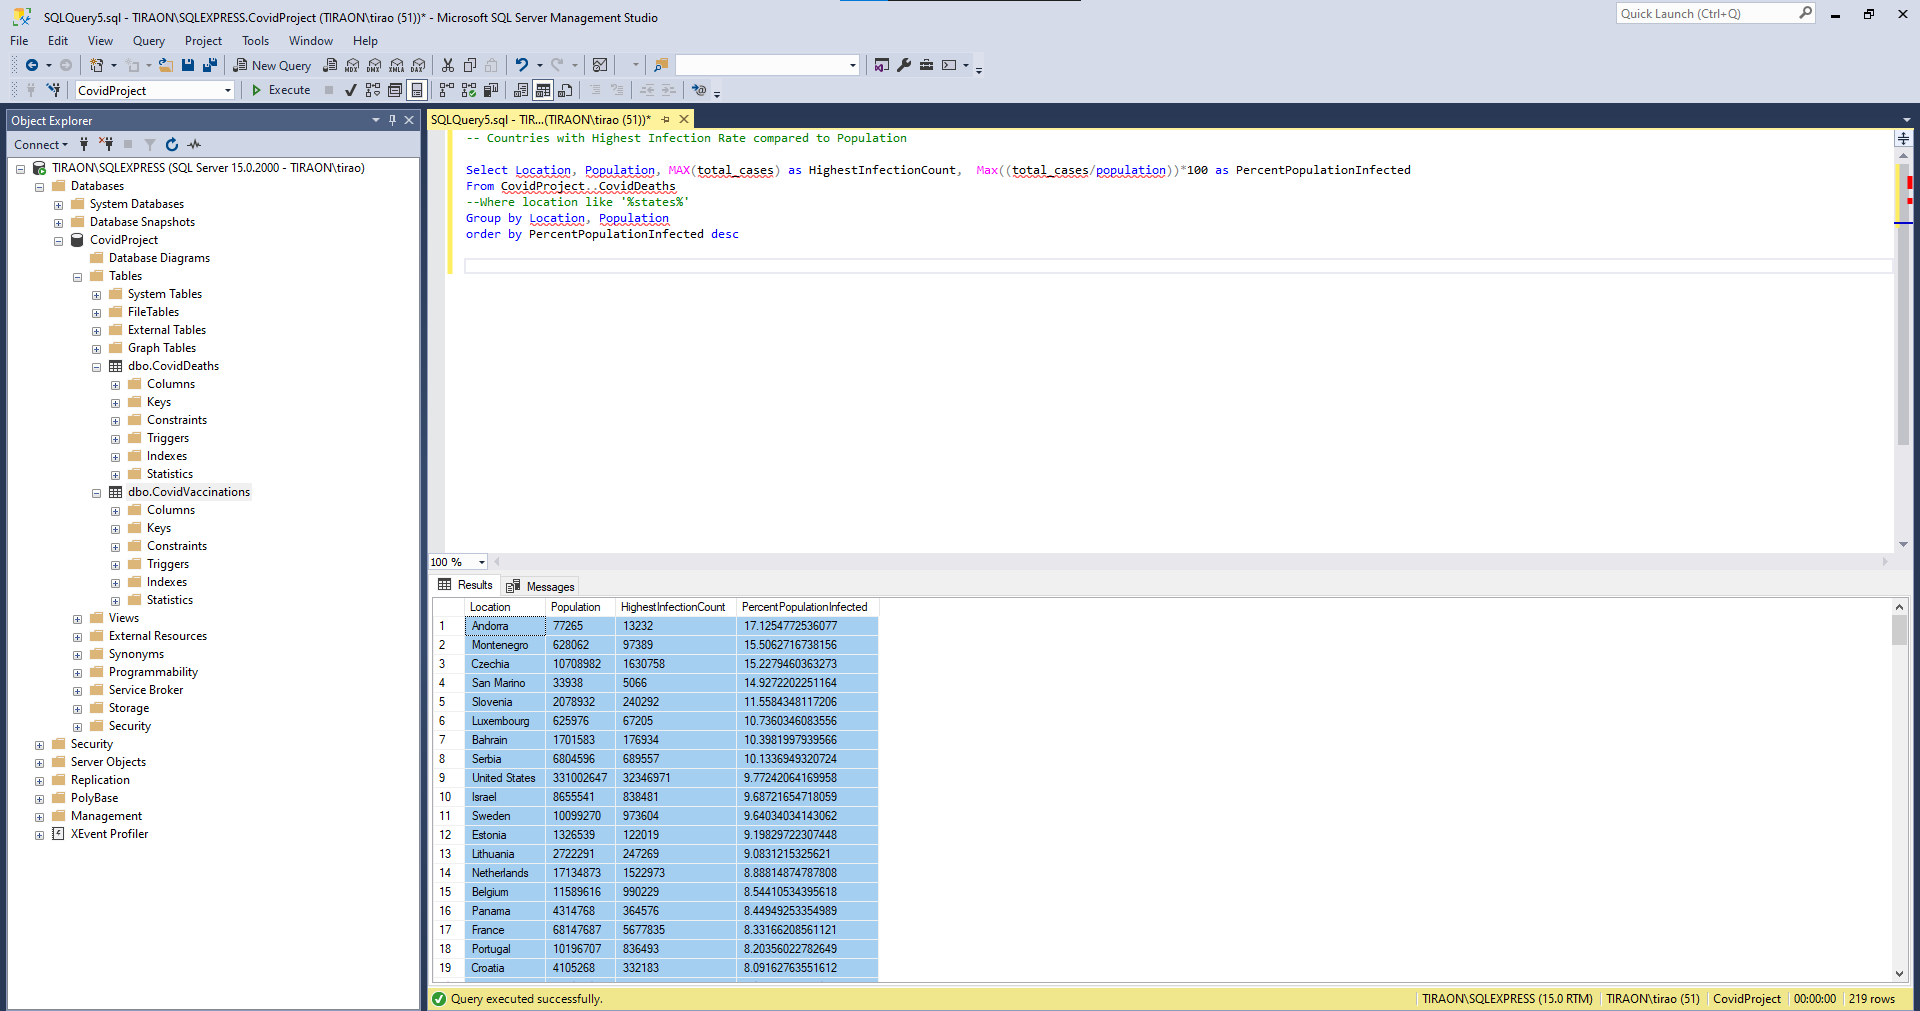 SQLQuery5.sql - TIRAON\SQLEXPRESS.CovidProject (TIRAON\tirao (51))* - Microsoft SQL Server Management Studio
Quick Launch (Ctrl+Q)
File Edit View Query Project Tools Window Help
New Query MDX DMX XMLA DAX
CovidProject Execute
Object Explorer
Connect
TIRAON\SQLEXPRESS (SQL Server 15.0.2000 - TIRAON\tirao)
Databases
System Databases
Database Snapshots
CovidProject
Database Diagrams
Tables
System Tables
FileTables
External Tables
Graph Tables
dbo.CovidDeaths
Columns
Keys
Constraints
Triggers
Indexes
Statistics
dbo.CovidVaccinations
Columns
Keys
Constraints
Triggers
Indexes
Statistics
Views
External Resources
Synonyms
Programmability
Service Broker
Storage
Security
Security
Server Objects
Replication
PolyBase
Management
XEvent Profiler
SQLQuery5.sql - TIR...(TIRAON\tirao (51))*
-- Countries with Highest Infection Rate compared to Population
Select Location, Population, MAX(total_cases) as HighestInfectionCount,  Max((total_cases/population))*100 as PercentPopulationInfected
From CovidProject..CovidDeaths
--Where location like '%states%'
Group by Location, Population
order by PercentPopulationInfected desc
100 %
Results Messages
Location Population HighestInfectionCount PercentPopulationInfected
1 Andorra 77265 13232 17.1254772536077
2 Montenegro 628062 97389 15.5062716738156
3 Czechia 10708982 1630758 15.2279460363273
4 San Marino 33938 5066 14.9272202251164
5 Slovenia 2078932 240292 11.5584348117206
6 Luxembourg 625976 67205 10.7360346083556
7 Bahrain 1701583 176934 10.3981997939566
8 Serbia 6804596 689557 10.1336949320724
9 United States 331002647 32346971 9.77242064169958
10 Israel 8655541 838481 9.68721654718059
11 Sweden 10099270 973604 9.64034034143062
12 Estonia 1326539 122019 9.19829722307448
13 Lithuania 2722291 247269 9.0831215325621
14 Netherlands 17134873 1522973 8.88814874787808
15 Belgium 11589616 990229 8.54410534395618
16 Panama 4314768 364576 8.44949253354989
17 France 68147687 5677835 8.33166208561121
18 Portugal 10196707 836493 8.20356022782649
19 Croatia 4105268 332183 8.09162763551612
Query executed successfully.
TIRAON\SQLEXPRESS (15.0 RTM) TIRAON\tirao (51) CovidProject 00:00:00 219 rows